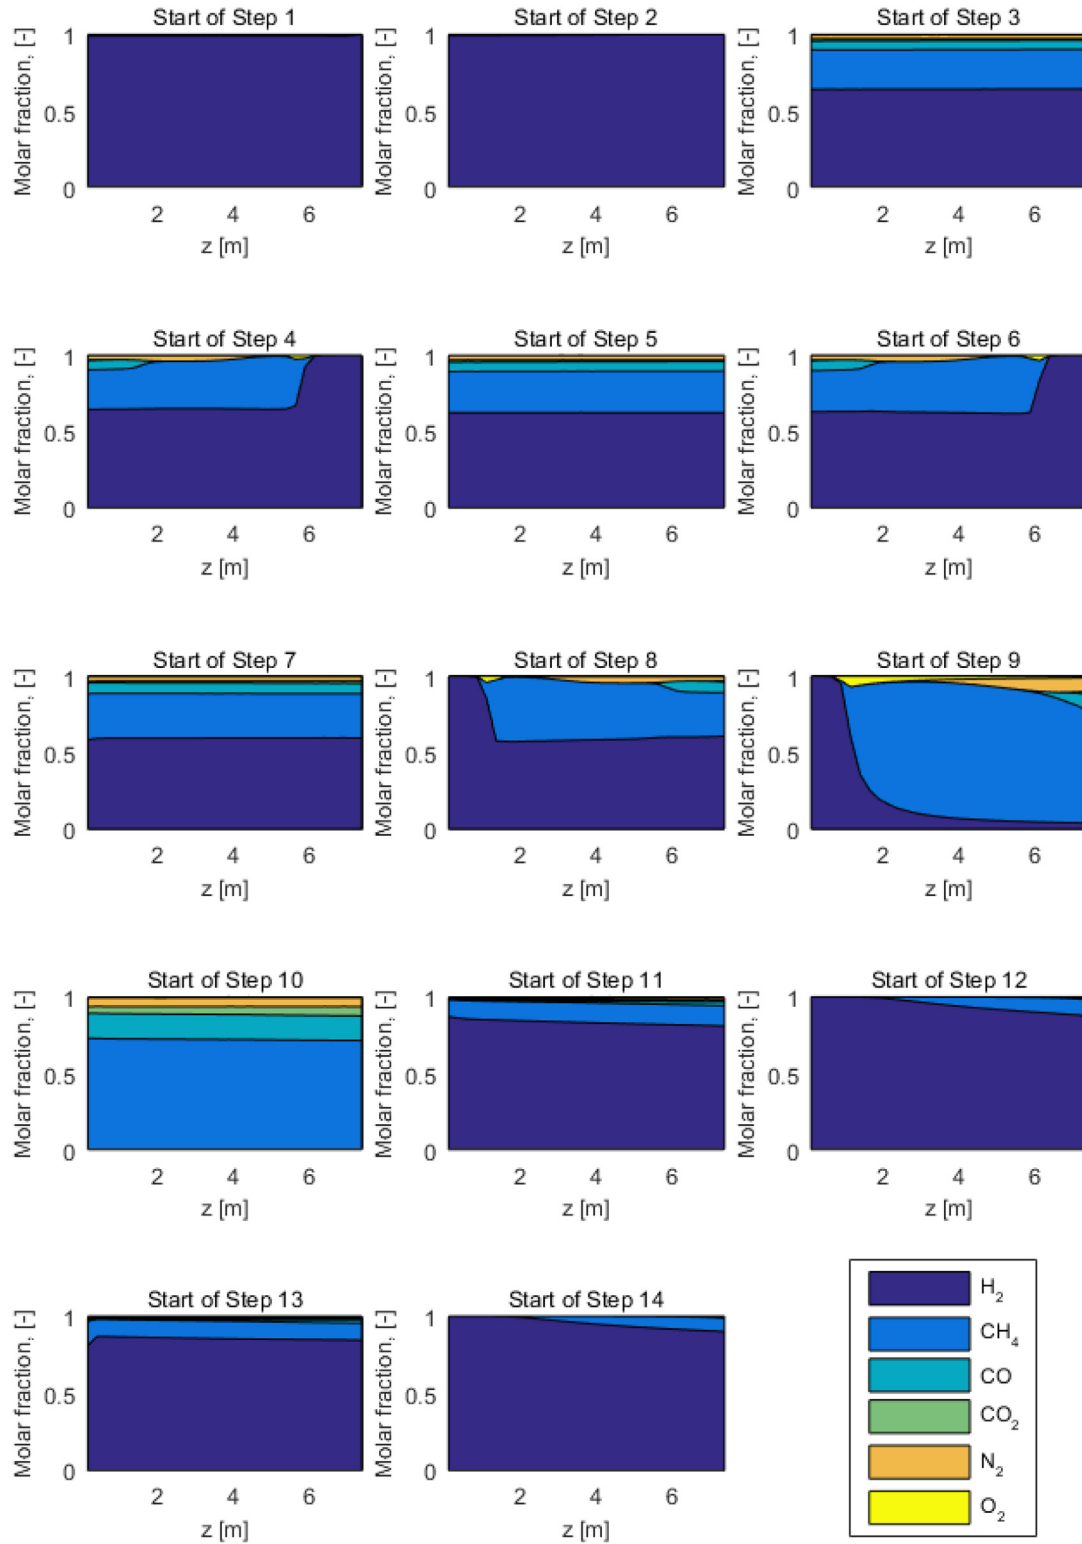 Start of Step 1
Molar fraction, [-]
1
0.5
0
2 4 6
z [m]
Start of Step 2
Molar fraction, [-]
1
0.5
0
2 4 6
z [m]
Start of Step 3
Molar fraction, [-]
1
0.5
0
2 4 6
z [m]
Start of Step 4
Molar fraction, [-]
1
0.5
0
2 4 6
z [m]
Start of Step 5
Molar fraction, [-]
1
0.5
0
2 4 6
z [m]
Start of Step 6
Molar fraction, [-]
1
0.5
0
2 4 6
z [m]
Start of Step 7
Molar fraction, [-]
1
0.5
0
2 4 6
z [m]
Start of Step 8
Molar fraction, [-]
1
0.5
0
2 4 6
z [m]
Start of Step 9
Molar fraction, [-]
1
0.5
0
2 4 6
z [m]
Start of Step 10
Molar fraction, [-]
1
0.5
0
2 4 6
z [m]
Start of Step 11
Molar fraction, [-]
1
0.5
0
2 4 6
z [m]
Start of Step 12
Molar fraction, [-]
1
0.5
0
2 4 6
z [m]
Start of Step 13
Molar fraction, [-]
1
0.5
0
2 4 6
z [m]
Start of Step 14
Molar fraction, [-]
1
0.5
0
2 4 6
z [m]
H₂
CH₄
CO
CO₂
N₂
O₂